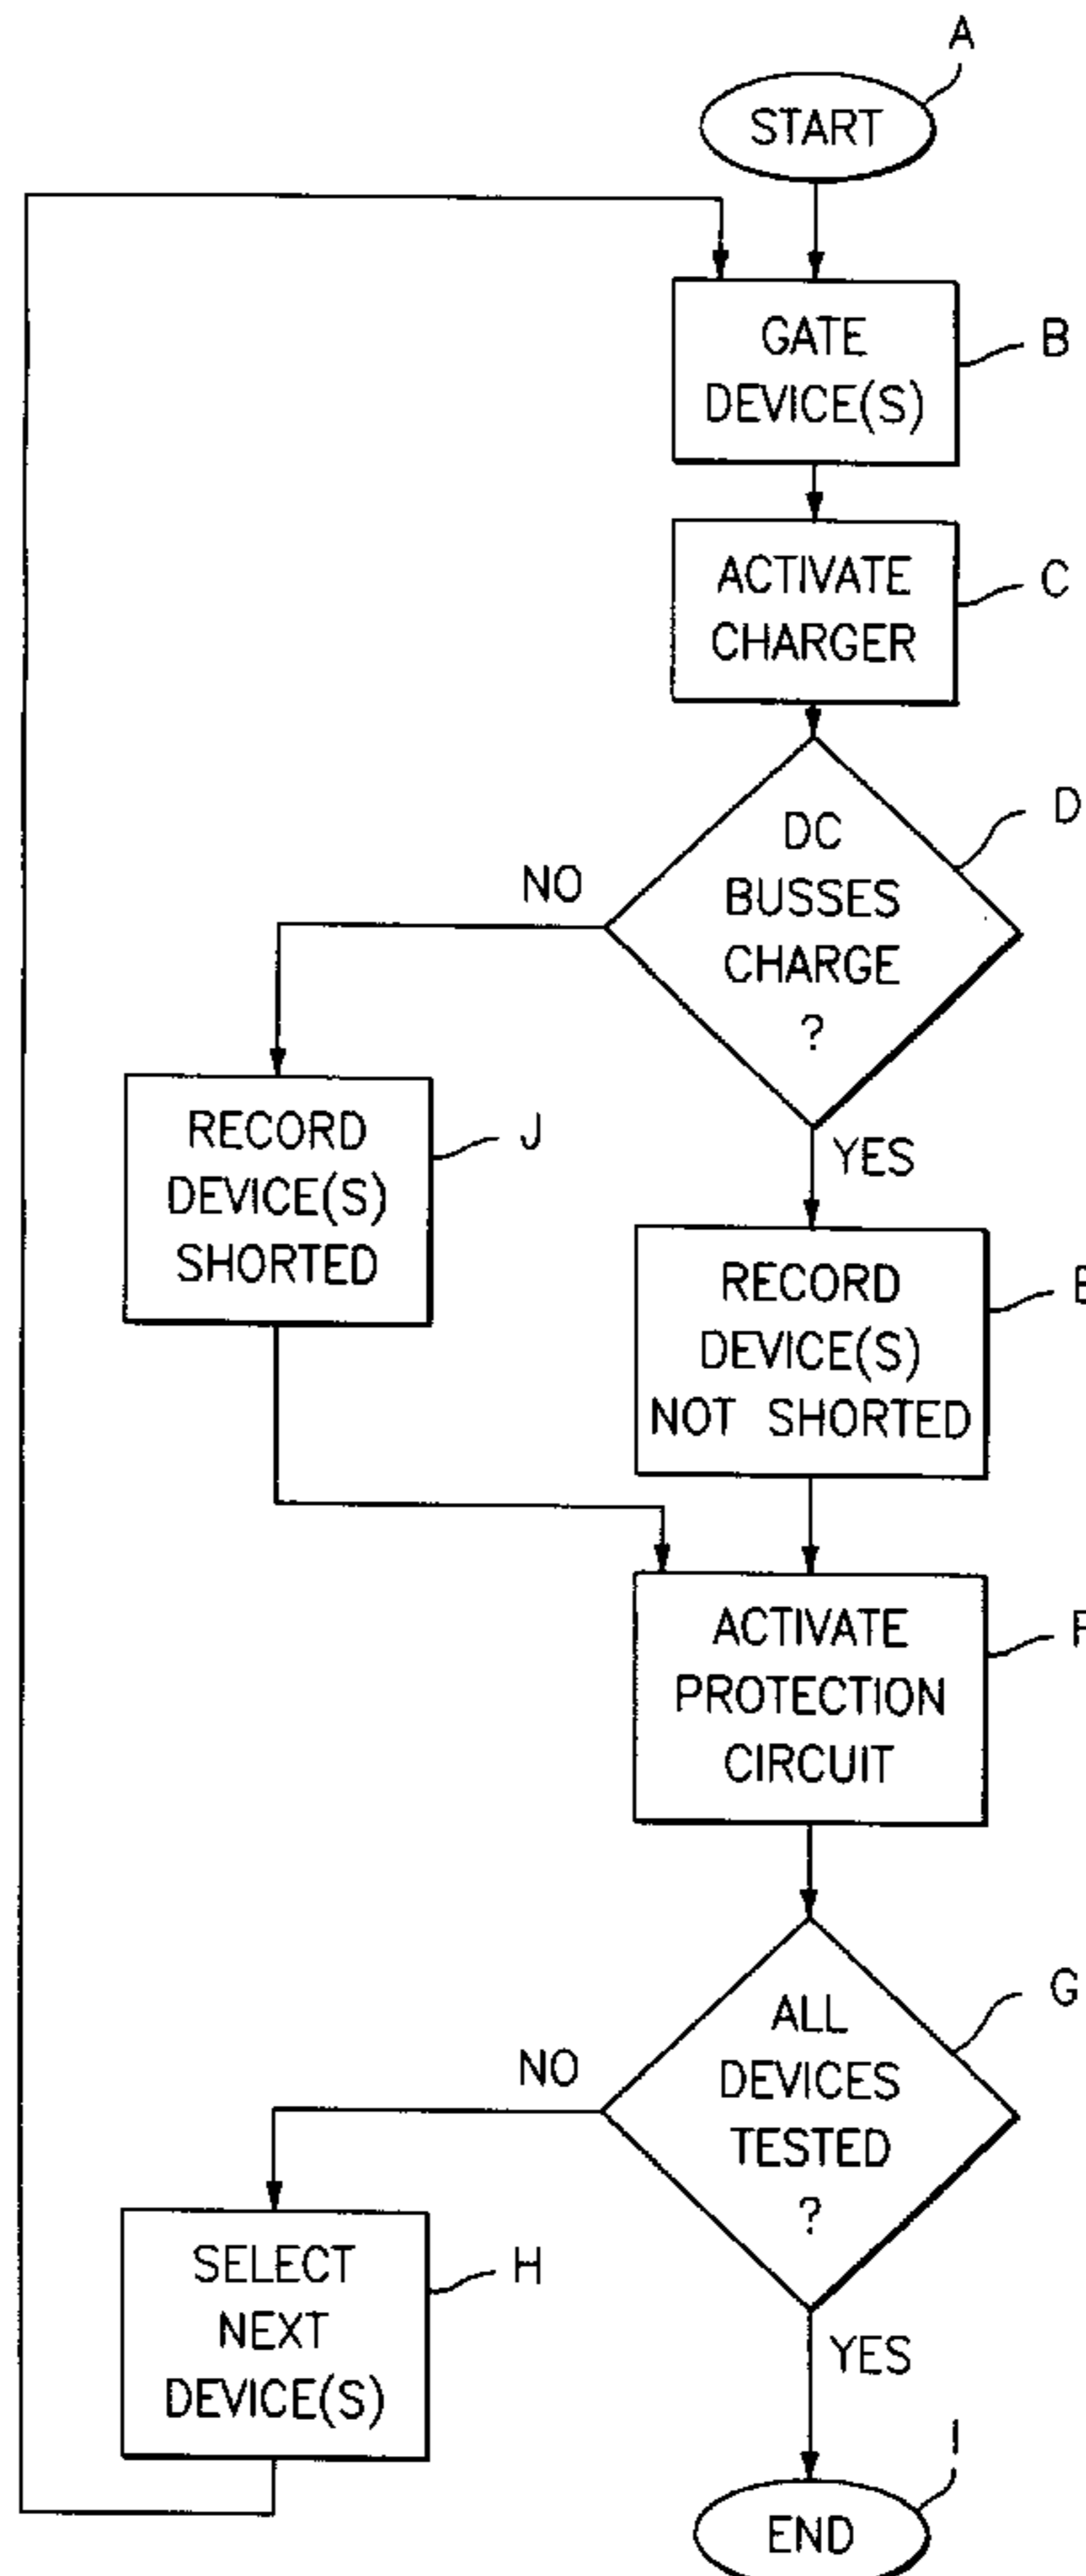 A
START
GATE
DEVICE(S)
B
ACTIVATE
CHARGER
C
DC
BUSSES
CHARGE
?
D
NO
YES
RECORD
DEVICE(S)
SHORTED
J
RECORD
DEVICE(S)
NOT SHORTED
E
ACTIVATE
PROTECTION
CIRCUIT
F
ALL
DEVICES
TESTED
?
G
NO
YES
SELECT
NEXT
DEVICE(S)
H
I
END